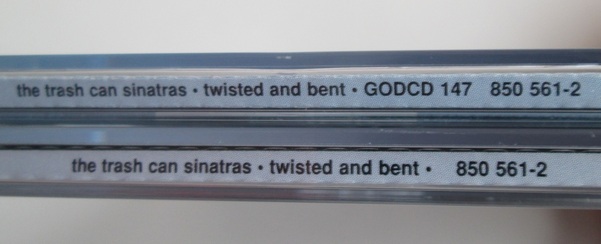 the trash can sinatras • twisted and bent • GODCD 147 850 561-2
the trash can sinatras • twisted and bent • 850 561-2